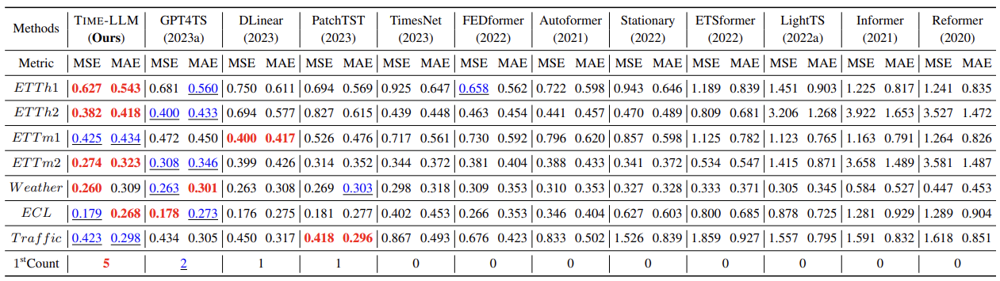 Methods TIME-LLM GPT4TS DLinear PatchTST TimesNet FEDformer Autoformer Stationary ETSformer LightTS Informer Reformer
(Ours) (2023a) (2023) (2023) (2023) (2022) (2021) (2022) (2022) (2022a) (2021) (2020)
Metric MSE MAE MSE MAE MSE MAE MSE MAE MSE MAE MSE MAE MSE MAE MSE MAE MSE MAE MSE MAE MSE MAE MSE MAE
ETTh1 0.627 0.543 0.681 0.560 0.750 0.611 0.694 0.569 0.925 0.647 0.658 0.562 0.722 0.598 0.943 0.646 1.189 0.839 1.451 0.903 1.225 0.817 1.241 0.835
ETTh2 0.382 0.418 0.400 0.433 0.694 0.577 0.827 0.615 0.439 0.448 0.463 0.454 0.441 0.457 0.470 0.489 0.809 0.681 3.206 1.268 3.922 1.653 3.527 1.472
ETTm1 0.425 0.434 0.472 0.450 0.400 0.417 0.526 0.476 0.717 0.561 0.730 0.592 0.796 0.620 0.857 0.598 1.125 0.782 1.123 0.765 1.163 0.791 1.264 0.826
ETTm2 0.274 0.323 0.308 0.346 0.399 0.426 0.314 0.352 0.344 0.372 0.381 0.404 0.388 0.433 0.341 0.372 0.534 0.547 1.415 0.871 3.658 1.489 3.581 1.487
Weather 0.260 0.309 0.263 0.301 0.263 0.308 0.269 0.303 0.298 0.318 0.309 0.353 0.310 0.353 0.327 0.328 0.333 0.371 0.305 0.345 0.584 0.527 0.447 0.453
ECL 0.179 0.268 0.178 0.273 0.176 0.275 0.181 0.277 0.402 0.453 0.266 0.353 0.346 0.404 0.627 0.603 0.800 0.685 0.878 0.725 1.281 0.929 1.289 0.904
Traffic 0.423 0.298 0.434 0.305 0.450 0.317 0.418 0.296 0.867 0.493 0.676 0.423 0.833 0.502 1.526 0.839 1.859 0.927 1.557 0.795 1.591 0.832 1.618 0.851
1stCount 5 2 1 1 0 0 0 0 0 0 0 0